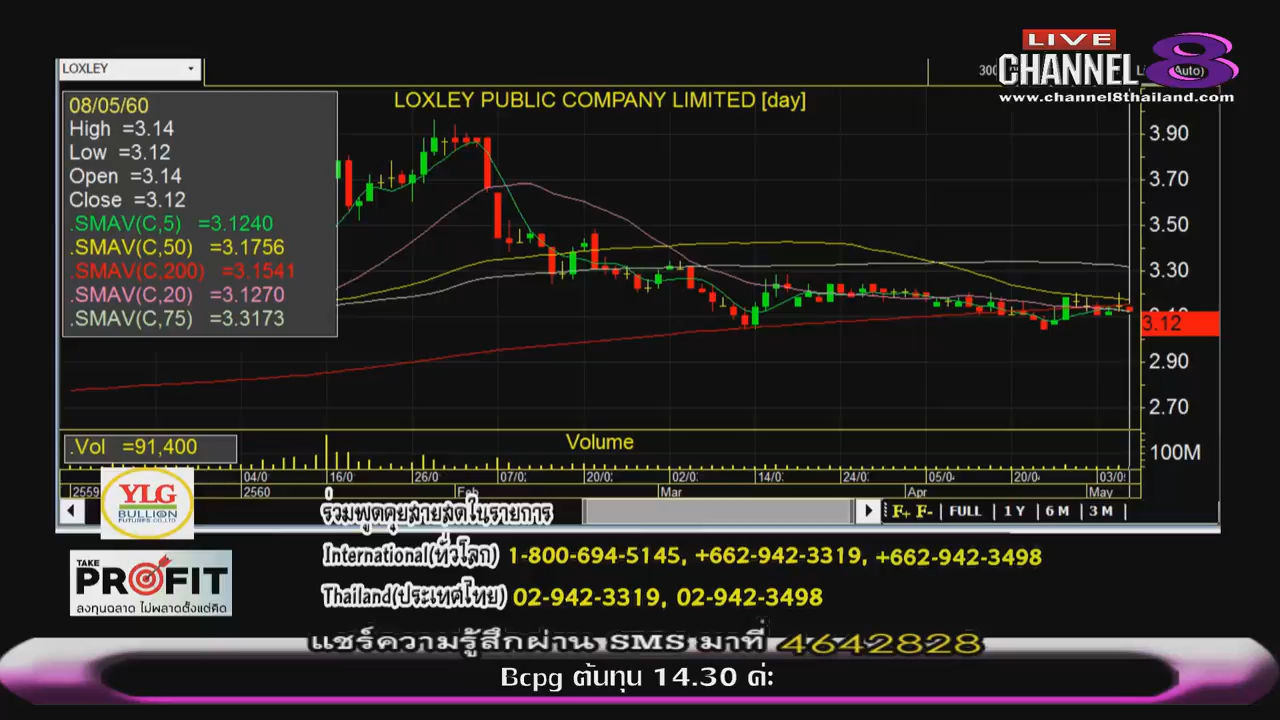 LIVE
CHANNEL 8
www.channel8thailand.com
LOXLEY
300
(Auto)
LOXLEY PUBLIC COMPANY LIMITED [day]
08/05/60
High =3.14
Low =3.12
Open =3.14
Close =3.12
.SMAV(C,5) =3.1240
.SMAV(C,50) =3.1756
.SMAV(C,200) =3.1541
.SMAV(C,20) =3.1270
.SMAV(C,75) =3.3173
3.90
3.70
3.50
3.30
3.12
2.90
2.70
.Vol =91,400
Volume
100M
04/0 16/0 26/0 07/0 20/0 02/0 14/0 24/0 05/0 20/0 03/0
2559 2560 Feb Mar Apr May
0
F+ F- FULL 1 Y 6 M 3 M
YLG
BULLION
FUTURES CO.,LTD
ร่วมพูดคุยสายสดในรายการ
International(ทั่วโลก) 1-800-694-5145, +662-942-3319, +662-942-3498
TAKE
PROFIT
ลงทุนฉลาด ไม่พลาดตั้งแต่คิด
Thailand(ประเทศไทย) 02-942-3319, 02-942-3498
แชร์ความรู้สึกผ่าน SMS มาที่ 4642828
Bcpg ต้นทุน 14.30 ค่ะ